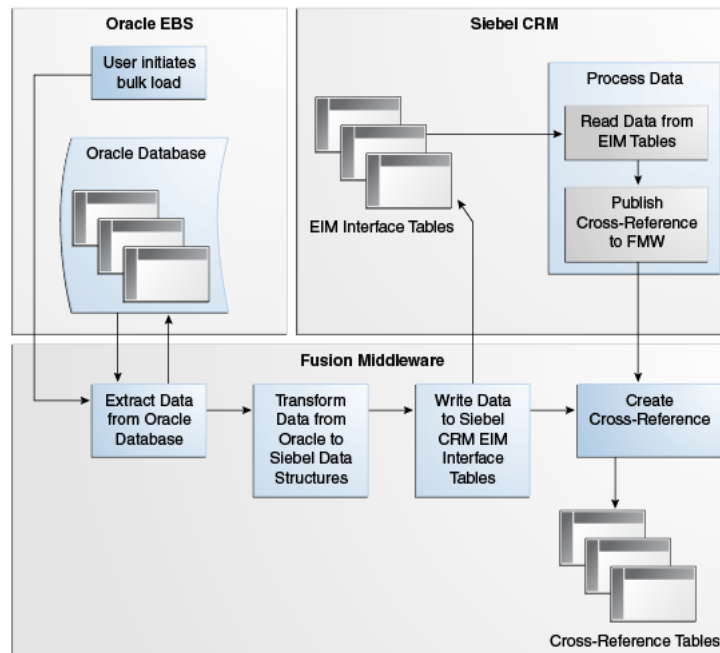 Oracle EBS
User initiates
bulk load
Oracle Database
Siebel CRM
EIM Interface Tables
Process Data
Read Data from
EIM Tables
Publish
Cross-Reference
to FMW
Fusion Middleware
Extract Data
from Oracle
Database
Transform
Data from
Oracle to
Siebel Data
Structures
Write Data
to Siebel
CRM EIM
Interface
Tables
Create
Cross-Reference
Cross-Reference Tables